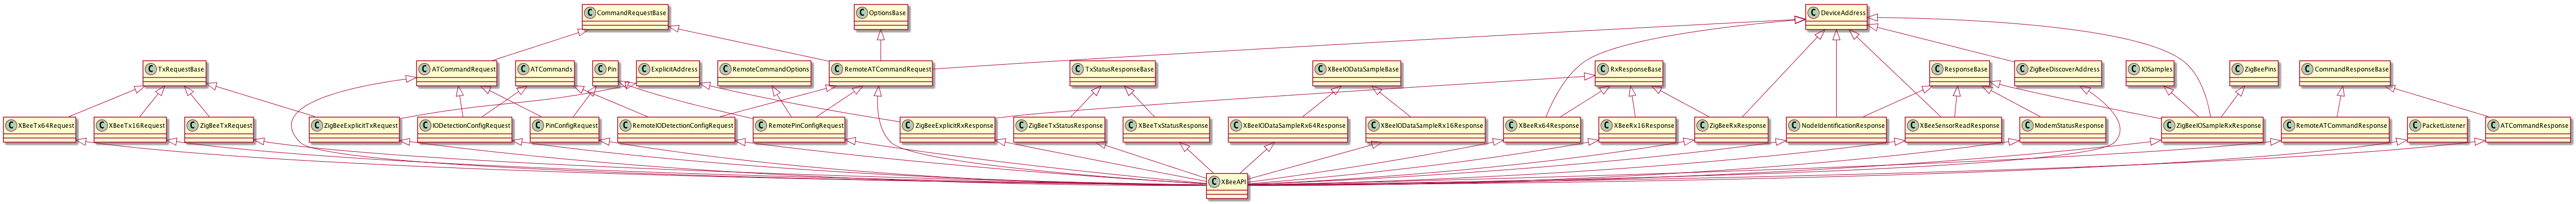 C CommandRequestBase
C OptionsBase
C DeviceAddress
C TxRequestBase
C ATCommandRequest
C ATCommands
C Pin
C ExplicitAddress
C RemoteCommandOptions
C RemoteATCommandRequest
C TxStatusResponseBase
C XBeeIODataSampleBase
C RxResponseBase
C ResponseBase
C ZigBeeDiscoverAddress
C IOSamples
C ZigBeePins
C CommandResponseBase
C XBeeTx64Request
C XBeeTx16Request
C ZigBeeTxRequest
C ZigBeeExplicitTxRequest
C IODetectionConfigRequest
C PinConfigRequest
C RemoteIODetectionConfigRequest
C RemotePinConfigRequest
C ZigBeeExplicitRxResponse
C ZigBeeTxStatusResponse
C XBeeTxStatusResponse
C XBeeIODataSampleRx64Response
C XBeeIODataSampleRx16Response
C XBeeRx64Response
C XBeeRx16Response
C ZigBeeRxResponse
C NodeIdentificationResponse
C XBeeSensorReadResponse
C ModemStatusResponse
C ZigBeeIOSampleRxResponse
C RemoteATCommandResponse
C PacketListener
C ATCommandResponse
C XBeeAPI